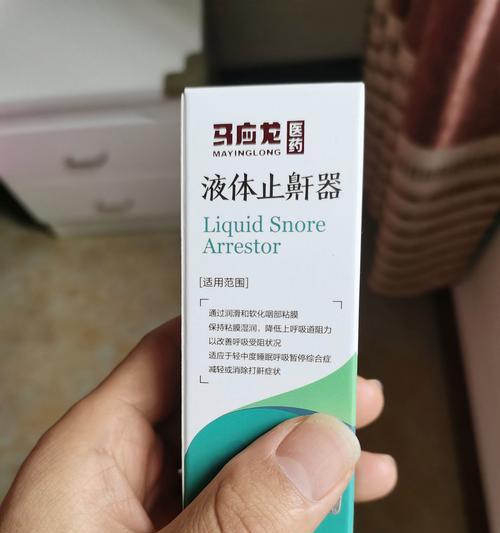 马应龙 医药
MAYINGLONG
液体止鼾器
Liquid Snore
Arrestor
[适用范围]
通过润滑和软化咽部粘膜
保持粘膜湿润，降低上呼吸道阻力
以改善呼吸受阻状况
适应于轻中度睡眠呼吸暂停综合症
减轻或消除打鼾症状